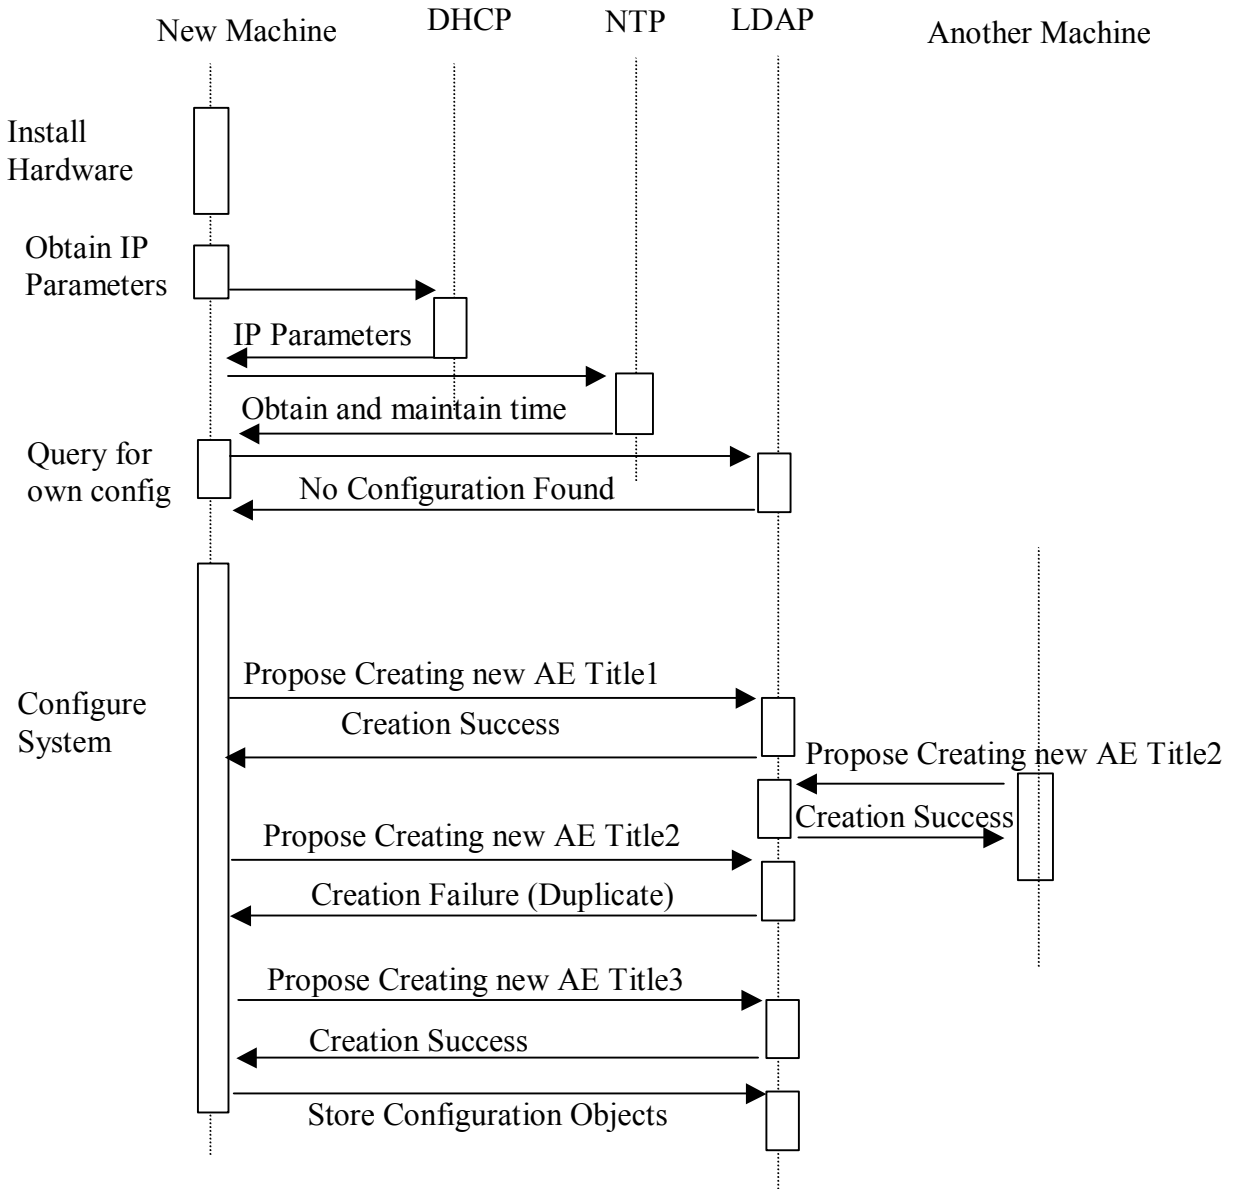 New Machine
DHCP
NTP
LDAP
Another Machine
Install
Hardware
Obtain IP
Parameters
IP Parameters
Obtain and maintain time
Query for
own config
No Configuration Found
Configure
System
Propose Creating new AE Title1
Creation Success
Propose Creating new AE Title2
Creation Success
Propose Creating new AE Title2
Creation Failure (Duplicate)
Propose Creating new AE Title3
Creation Success
Store Configuration Objects